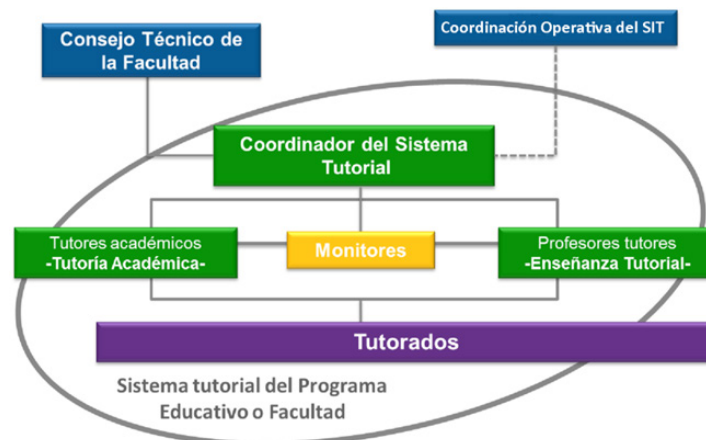 Consejo Técnico de
la Facultad
Coordinación Operativa del SIT
Coordinador del Sistema
Tutorial
Tutores académicos
-Tutoría Académica-
Monitores
Profesores tutores
-Enseñanza Tutorial-
Tutorados
Sistema tutorial del Programa
Educativo o Facultad